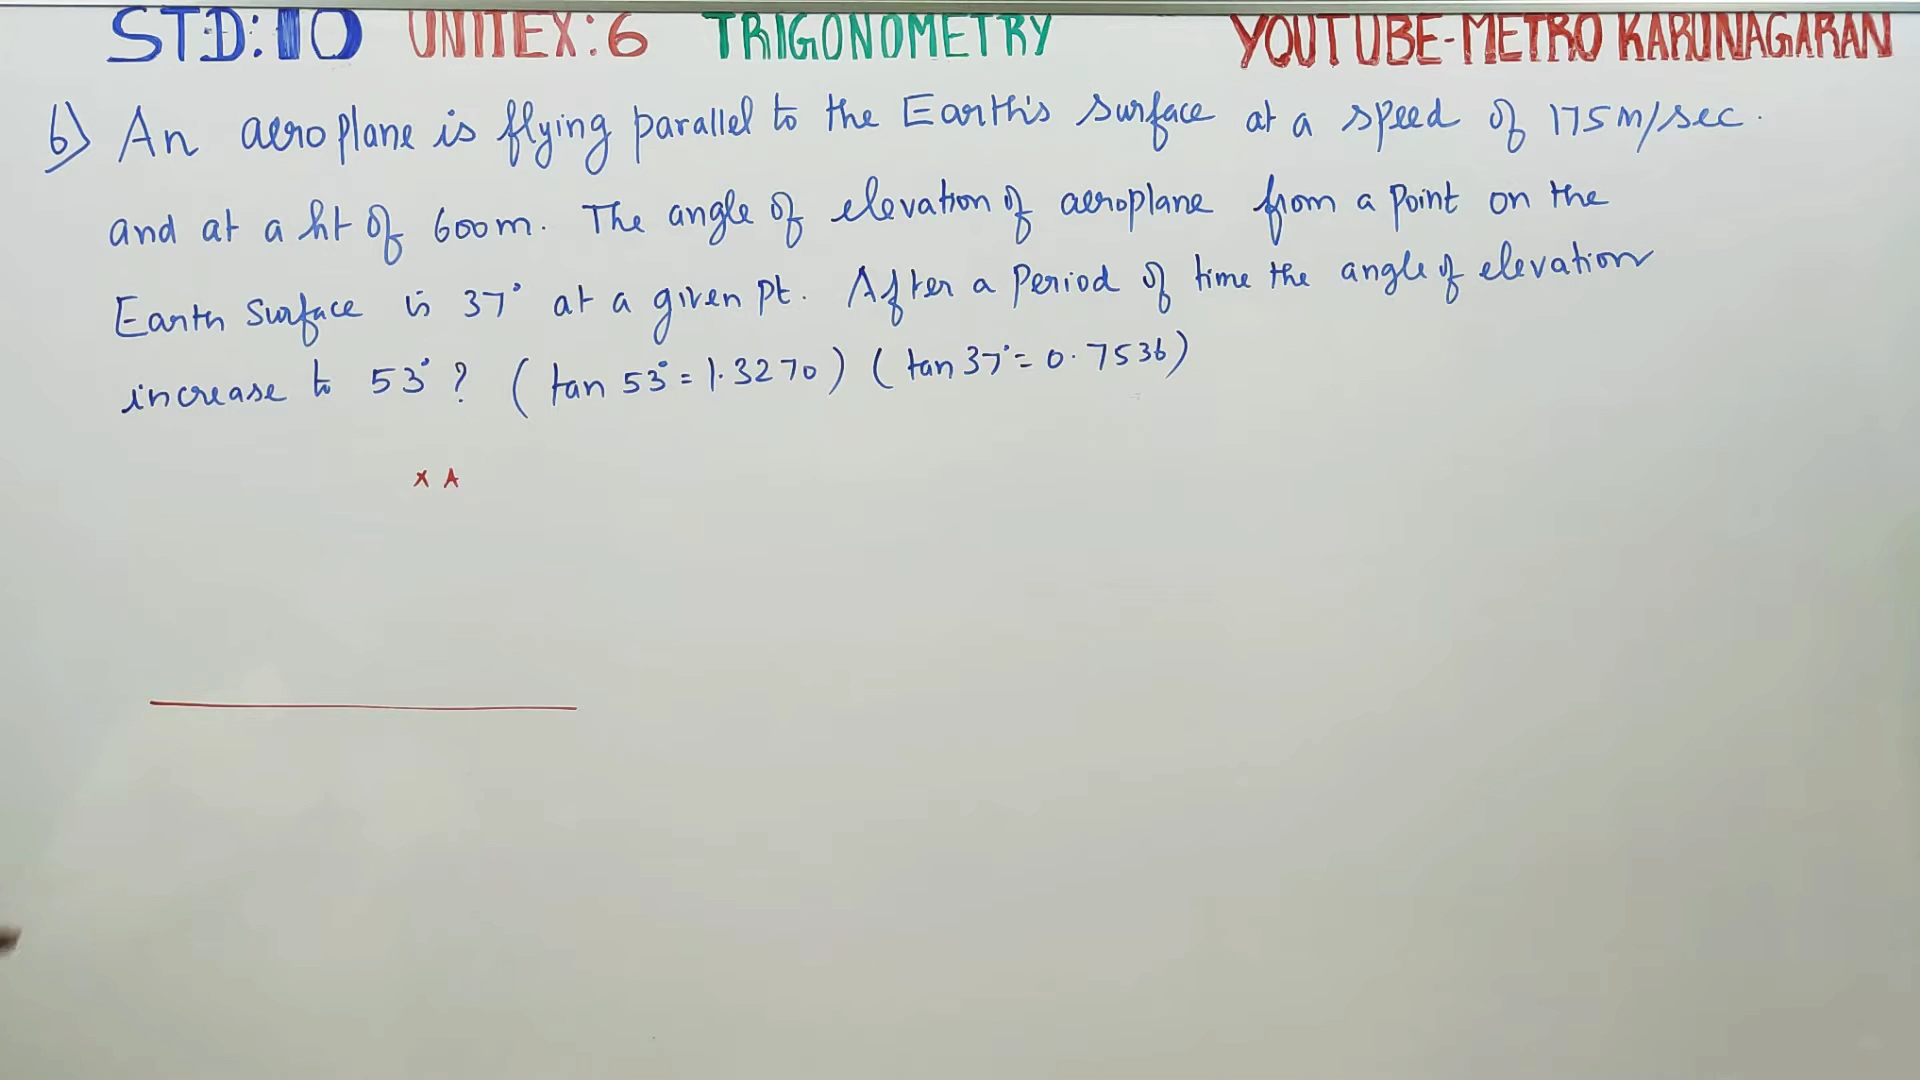 STD:10 UNITEX:6 TRIGONOMETRY YOUTUBE-METRO KARUNAGARAN
6) An aeroplane is flying parallel to the Earth's surface at a speed of 175m/sec.
and at a ht of 600m. The angle of elevation of aeroplane from a point on the
Earth surface is 37° at a given pt. After a period of time the angle of elevation
increase to 53°? (tan 53°=1.3270) (tan 37°=0.7536)
x A